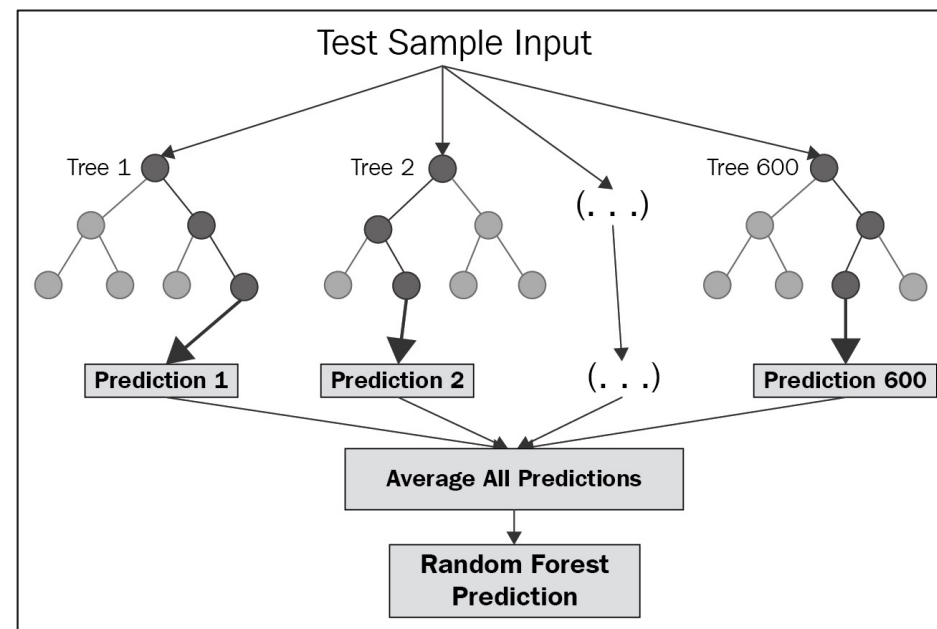 Test Sample Input
Tree 1
Tree 2
Tree 600
(. . .)
Prediction 1
Prediction 2
(. . .)
Prediction 600
Average All Predictions
Random Forest
Prediction